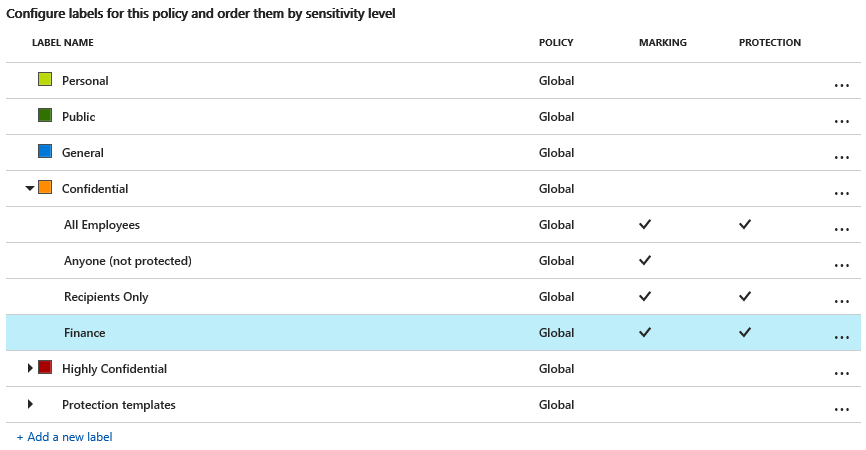 Configure labels for this policy and order them by sensitivity level
LABEL NAME POLICY MARKING PROTECTION
Personal Global ...
Public Global ...
General Global ...
Confidential Global ...
All Employees Global ...
Anyone (not protected) Global ...
Recipients Only Global ...
Finance Global ...
Highly Confidential Global ...
Protection templates Global ...
+ Add a new label